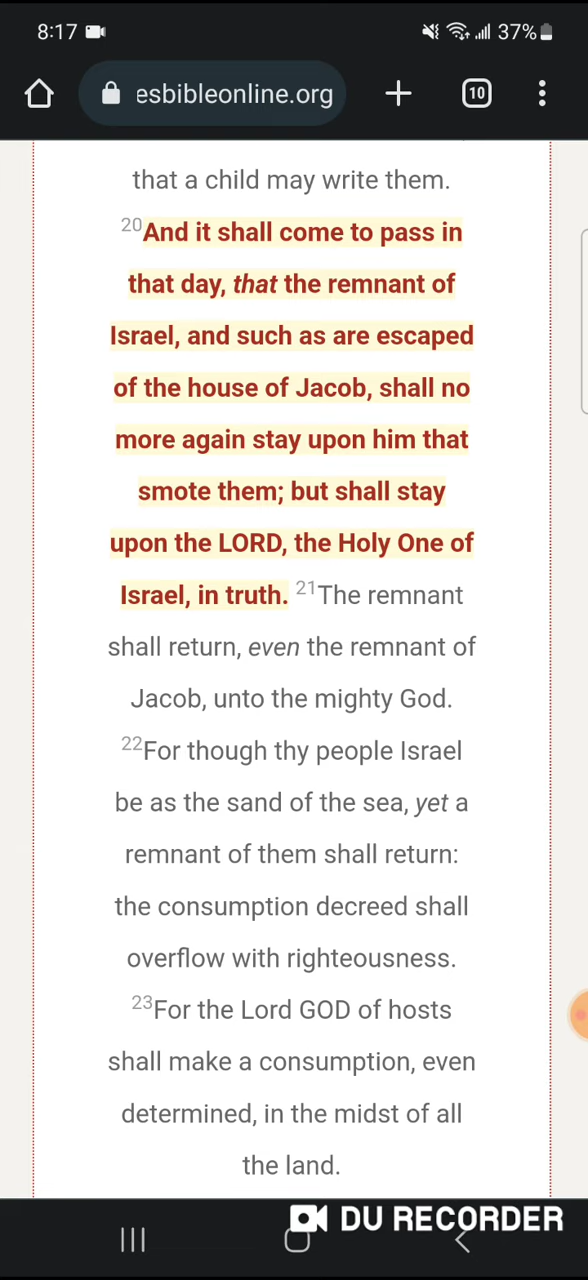 8:17 37%
esbibleonline.org 10
that a child may write them.
20And it shall come to pass in
that day, that the remnant of
Israel, and such as are escaped
of the house of Jacob, shall no
more again stay upon him that
smote them; but shall stay
upon the LORD, the Holy One of
Israel, in truth. 21The remnant
shall return, even the remnant of
Jacob, unto the mighty God.
22For though thy people Israel
be as the sand of the sea, yet a
remnant of them shall return:
the consumption decreed shall
overflow with righteousness.
23For the Lord GOD of hosts
shall make a consumption, even
determined, in the midst of all
the land.
DU RECORDER